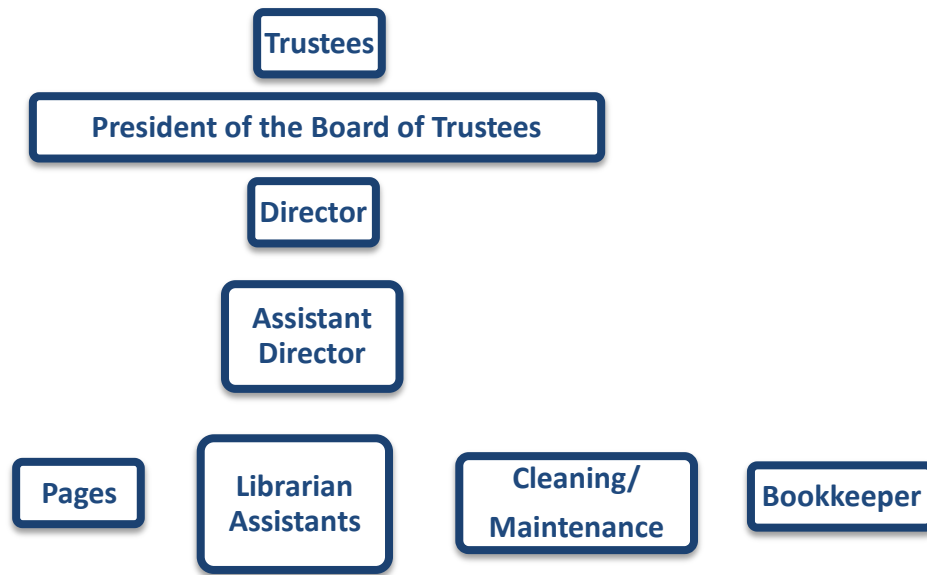 Trustees
President of the Board of Trustees
Director
Assistant
Director
Pages
Librarian
Assistants
Cleaning/
Maintenance
Bookkeeper